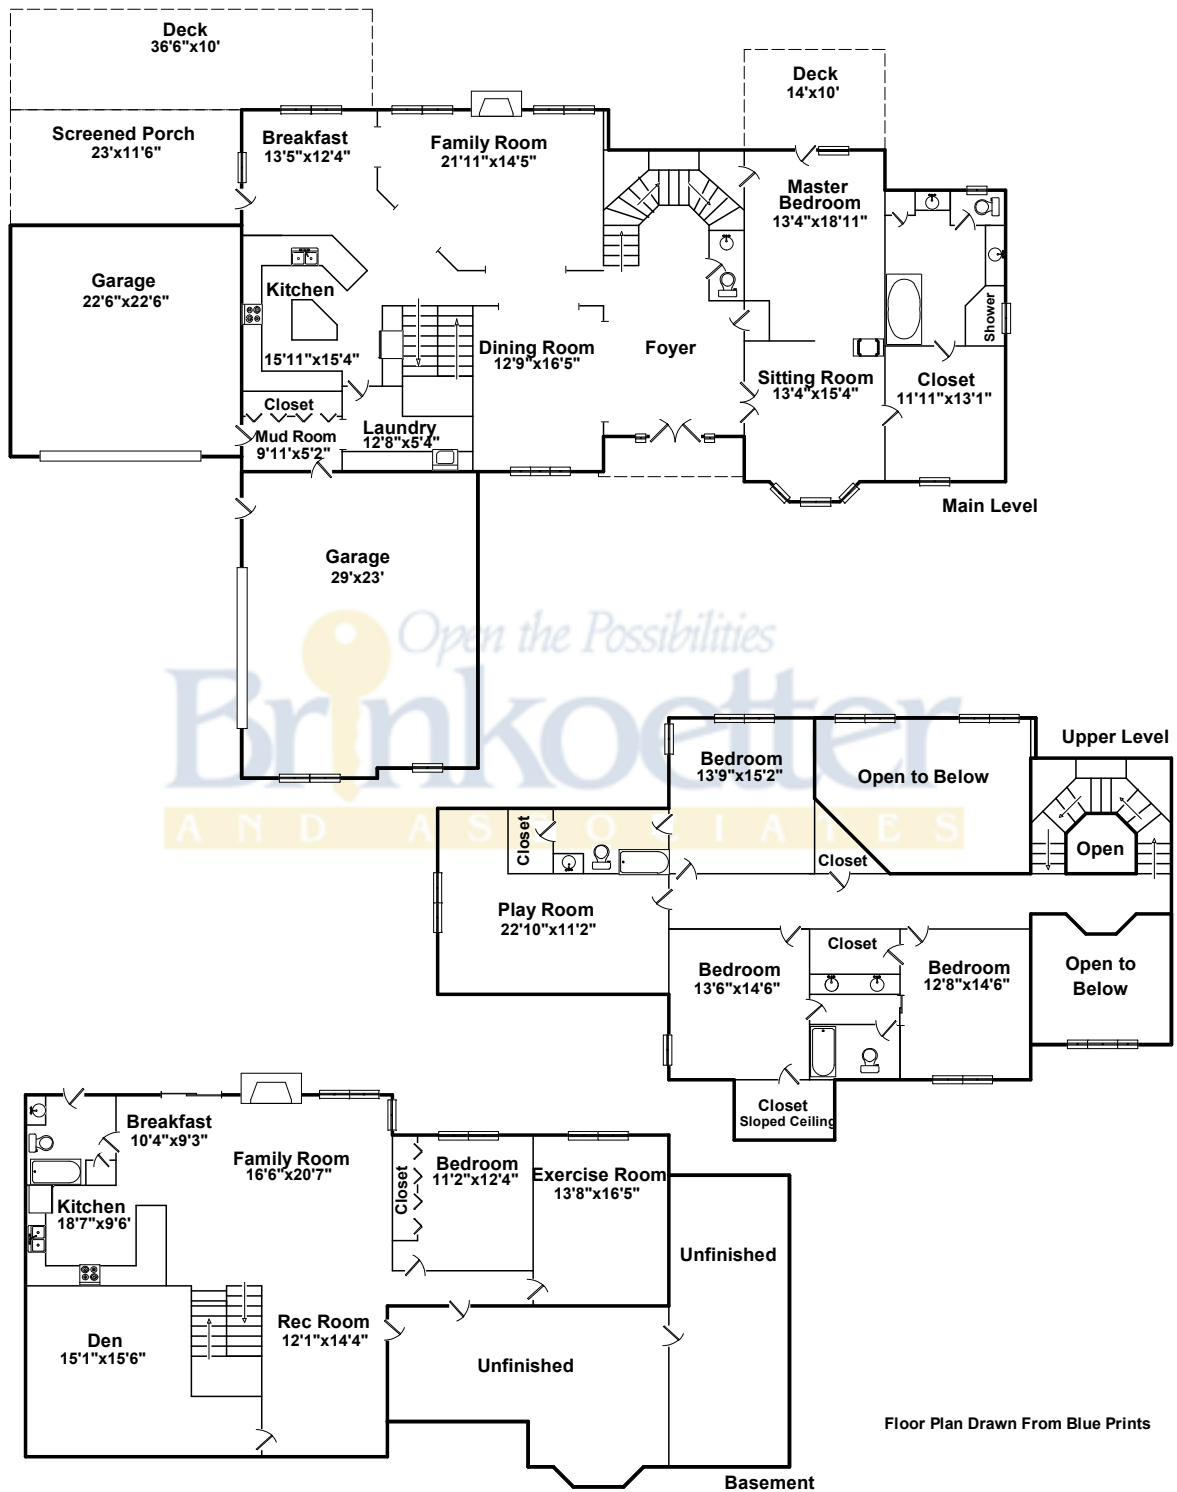 Deck
36'6"x10'
Deck
14'x10'
Screened Porch
23'x11'6"
Breakfast
13'5"x12'4"
Family Room
21'11"x14'5"
Master
Bedroom
13'4"x18'11"
Garage
22'6"x22'6"
Kitchen
15'11"x15'4"
Shower
Dining Room
12'9"x16'5"
Foyer
Sitting Room
13'4"x15'4"
Closet
11'11"x13'1"
Closet
Mud Room
9'11'x5'2"
Laundry
12'8"x5'4"
Main Level
Garage
29'x23'
Open the Possibilities
Brinkoetter
AND ASSOCIATES
Upper Level
Bedroom
13'9"x15'2"
Open to Below
Closet
Closet
Open
Play Room
22'10"x11'2"
Bedroom
13'6"x14'6"
Closet
Bedroom
12'8"x14'6"
Open to
Below
Closet
Sloped Ceiling
Breakfast
10'4"x9'3"
Family Room
16'6"x20'7"
Closet
Bedroom
11'2"x12'4"
Exercise Room
13'8"x16'5"
Kitchen
18'7"x9'6'
Unfinished
Den
15'1"x15'6"
Rec Room
12'1"x14'4"
Unfinished
Floor Plan Drawn From Blue Prints
Basement